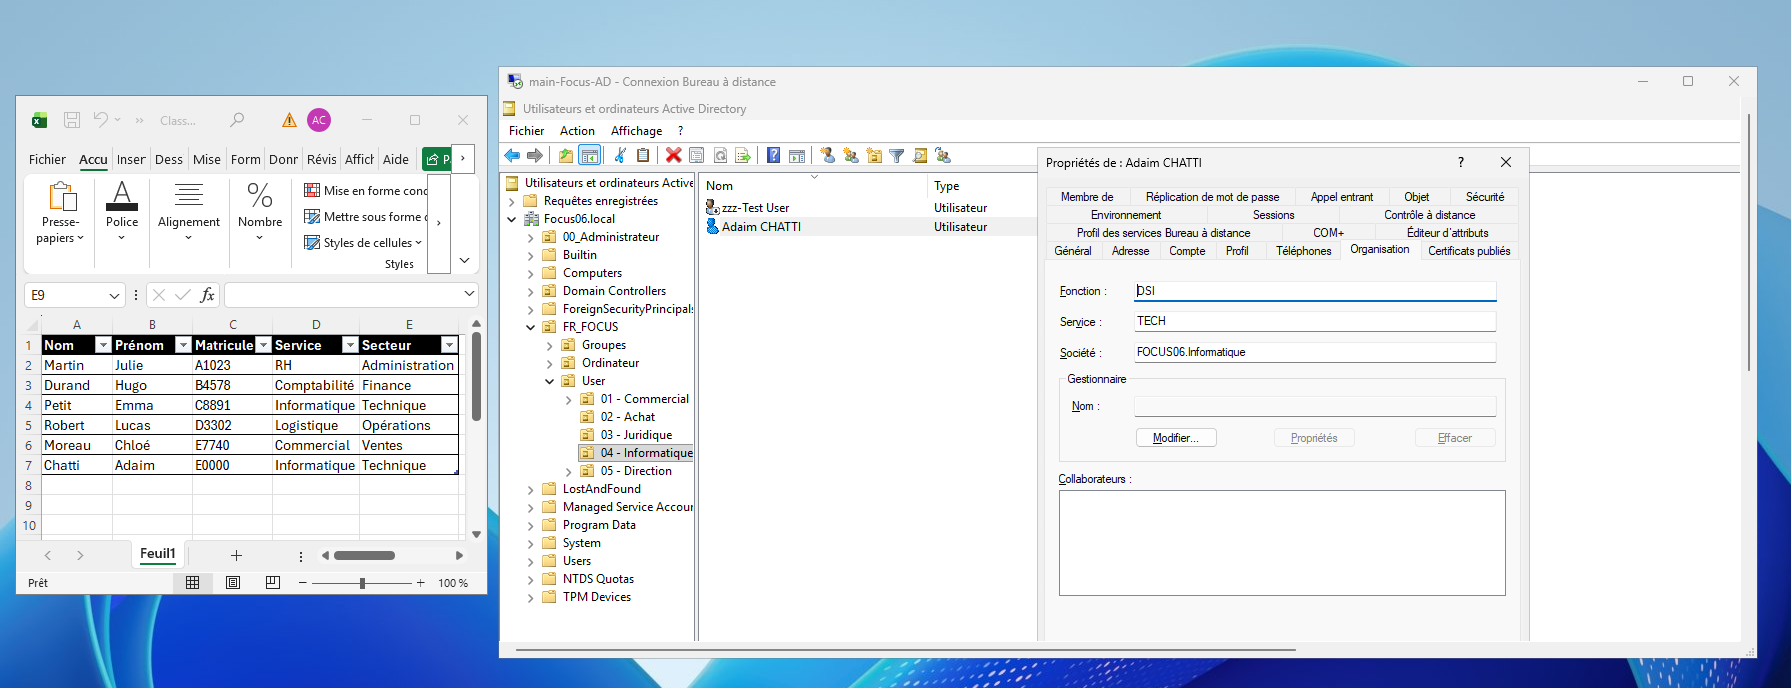 Class...
AC
Fichier Accu Inser Dess Mise Form Donr Révis Affich Aide P.
Presse-papiers
Police
Alignement
Nombre
Mise en forme cond
Mettre sous forme d
Styles de cellules
Styles
E9
fx
A B C D E
1 Nom Prénom Matricule Service Secteur
2 Martin Julie A1023 RH Administration
3 Durand Hugo B4578 Comptabilité Finance
4 Petit Emma C8891 Informatique Technique
5 Robert Lucas D3302 Logistique Opérations
6 Moreau Chloé E7740 Commercial Ventes
7 Chatti Adaim E0000 Informatique Technique
8
9
10
Feuil1
Prêt
100 %
main-Focus-AD - Connexion Bureau à distance
Utilisateurs et ordinateurs Active Directory
Fichier Action Affichage ?
Utilisateurs et ordinateurs Active
Requêtes enregistrées
Focus06.local
00_Administrateur
Builtin
Computers
Domain Controllers
ForeignSecurityPrincipals
FR_FOCUS
Groupes
Ordinateur
User
01 - Commercial
02 - Achat
03 - Juridique
04 - Informatique
05 - Direction
LostAndFound
Managed Service Accour
Program Data
System
Users
NTDS Quotas
TPM Devices
Nom Type
zzz-Test User Utilisateur
Adaim CHATTI Utilisateur
Propriétés de : Adaim CHATTI ?
Membre de Réplication de mot de passe Appel entrant Objet Sécurité
Environnement Sessions Contrôle à distance
Profil des services Bureau à distance COM+ Éditeur d'attributs
Général Adresse Compte Profil Téléphones Organisation Certificats publiés
Fonction : DSI
Service : TECH
Société : FOCUS06.Informatique
Gestionnaire
Nom :
Modifier... Propriétés Effacer
Collaborateurs :